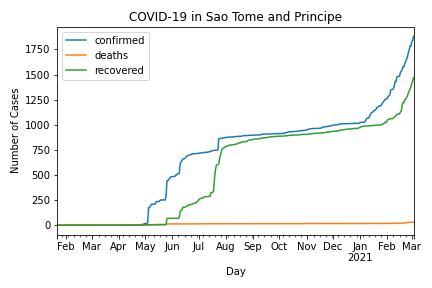 COVID-19 in Sao Tome and Principe
confirmed
deaths
recovered
Number of Cases
1750
1500
1250
1000
750
500
250
0
Feb Mar Apr May Jun Jul Aug Sep Oct Nov Dec Jan Feb Mar
2021
Day